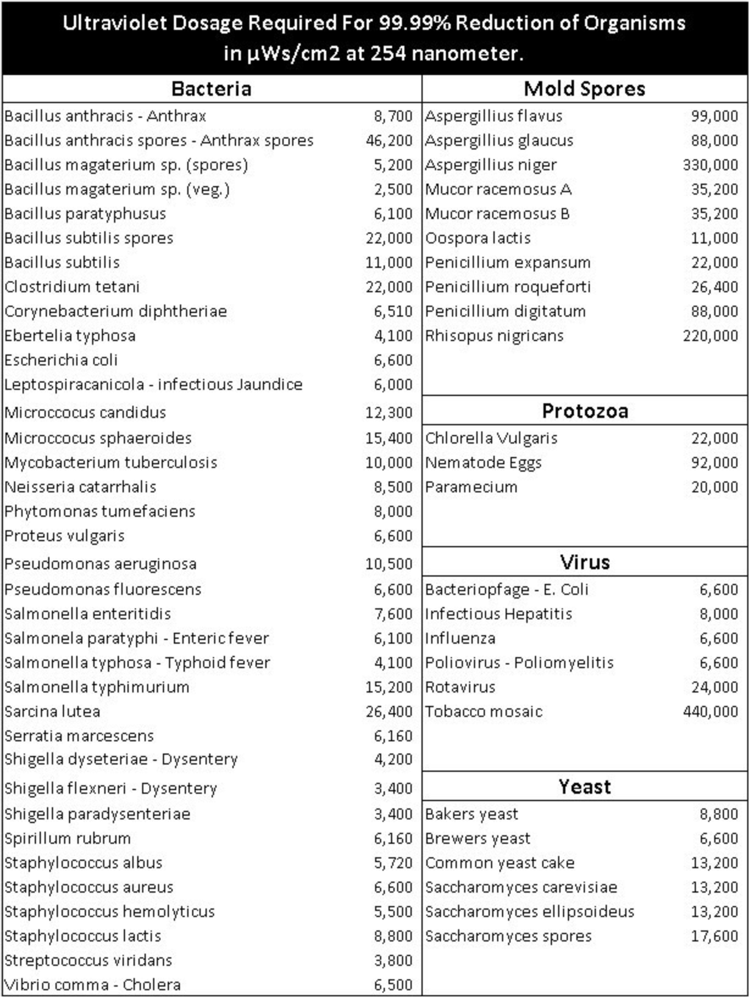 Ultraviolet Dosage Required For 99.99% Reduction of Organisms
in µWs/cm2 at 254 nanometer.
Bacteria
Bacillus anthracis - Anthrax 8,700
Bacillus anthracis spores - Anthrax spores 46,200
Bacillus magaterium sp. (spores) 5,200
Bacillus magaterium sp. (veg.) 2,500
Bacillus paratyphusus 6,100
Bacillus subtilis spores 22,000
Bacillus subtilis 11,000
Clostridium tetani 22,000
Corynebacterium diphtheriae 6,510
Ebertelia typhosa 4,100
Escherichia coli 6,600
Leptospiracanicola - infectious Jaundice 6,000
Microccocus candidus 12,300
Microccocus sphaeroides 15,400
Mycobacterium tuberculosis 10,000
Neisseria catarrhalis 8,500
Phytomonas tumefaciens 8,000
Proteus vulgaris 6,600
Pseudomonas aeruginosa 10,500
Pseudomonas fluorescens 6,600
Salmonella enteritidis 7,600
Salmonela paratyphi - Enteric fever 6,100
Salmonella typhosa - Typhoid fever 4,100
Salmonella typhimurium 15,200
Sarcina lutea 26,400
Serratia marcescens 6,160
Shigella dyseteriae - Dysentery 4,200
Shigella flexneri - Dysentery 3,400
Shigella paradysenteriae 3,400
Spirillum rubrum 6,160
Staphylococcus albus 5,720
Staphylococcus aureus 6,600
Staphylococcus hemolyticus 5,500
Staphylococcus lactis 8,800
Streptococcus viridans 3,800
Vibrio comma - Cholera 6,500
Mold Spores
Aspergillius flavus 99,000
Aspergillius glaucus 88,000
Aspergillius niger 330,000
Mucor racemosus A 35,200
Mucor racemosus B 35,200
Oospora lactis 11,000
Penicillium expansum 22,000
Penicillium roqueforti 26,400
Penicillium digitatum 88,000
Rhisopus nigricans 220,000
Protozoa
Chlorella Vulgaris 22,000
Nematode Eggs 92,000
Paramecium 20,000
Virus
Bacteriopfage - E. Coli 6,600
Infectious Hepatitis 8,000
Influenza 6,600
Poliovirus - Poliomyelitis 6,600
Rotavirus 24,000
Tobacco mosaic 440,000
Yeast
Bakers yeast 8,800
Brewers yeast 6,600
Common yeast cake 13,200
Saccharomyces carevisiae 13,200
Saccharomyces ellipsoideus 13,200
Saccharomyces spores 17,600